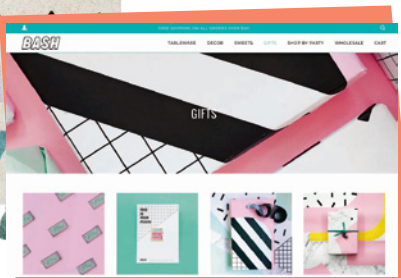 FREE SHIPPING ON ALL ORDERS OVER $50
BASH
TABLEWARE DECOR SWEETS GIFTS SHOP BY PARTY WHOLESALE CART
GIFTS